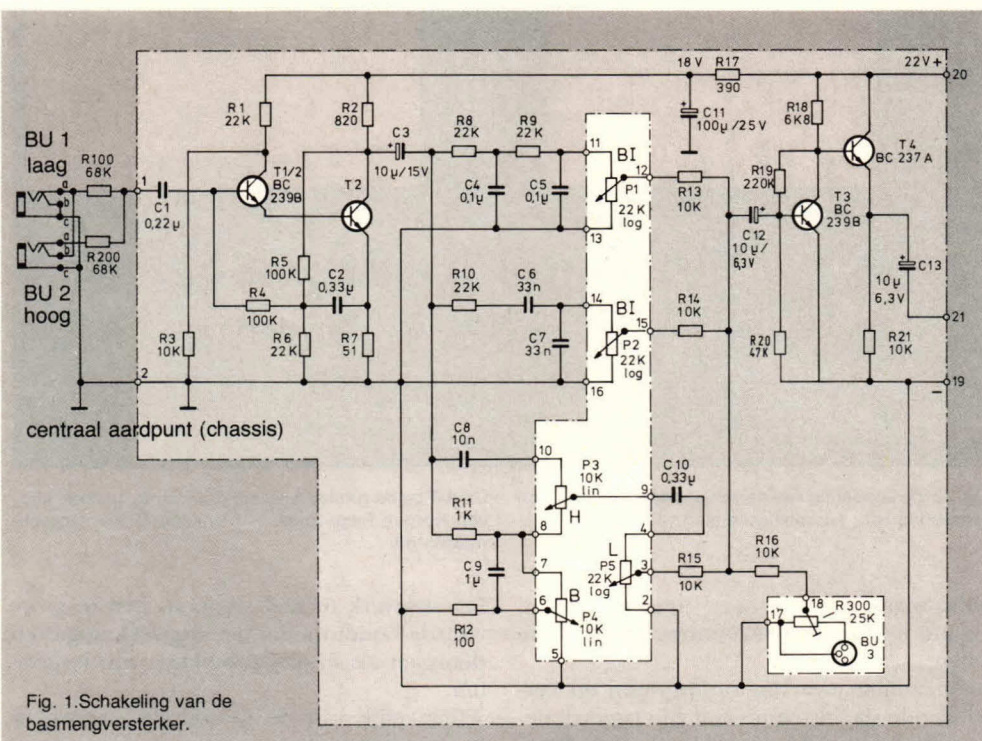 BU 1
laag
R100
68K
R200
68K
BU 2
hoog
a
b
c
a
b
c
1
2
C1
0,22µ
R1
22K
R2
820
T1/2
BC
239B
T2
R3
10K
R4
100K
R5
100K
C2
0,33µ
R6
22K
R7
51
C3
10µ/15V
R8
22K
R9
22K
C4
0,1µ
C5
0,1µ
R10
22K
C6
33n
C7
33n
11
BI
12
P1
22K
log
13
14
BI
15
P2
22K
log
16
R13
10K
R14
10K
18V
R17
390
22V+
20
C11
100µ/25V
R18
6K8
T4
BC 237A
R19
220K
T3
BC
239B
C12
10µ/
6,3V
C13
10µ
6,3V
21
R20
47K
R21
10K
19
−
centraal aardpunt (chassis)
C8
10n
10
P3
10K
lin
9
C10
0,33µ
H
8
R11
1K
C9
1µ
7
B
6
P4
10K
lin
R12
100
5
4
L
P5
22K
log
3
2
R15
10K
R16
10K
18
17
R300
25K
BU
3
Fig. 1.Schakeling van de
basmengversterker.